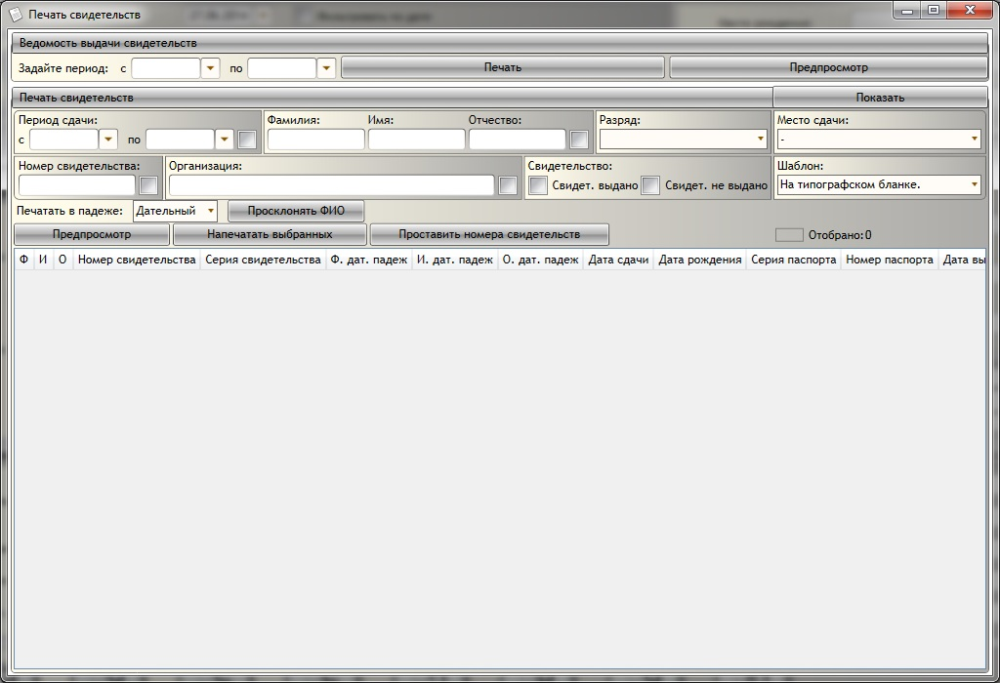 Печать свидетельств
Ведомость выдачи свидетельств
Задайте период: с по Печать Предпросмотр
Печать свидетельств Показать
Период сдачи: Фамилия: Имя: Отчество: Разряд: Место сдачи:
с по -
Номер свидетельства: Организация: Свидетельство: Шаблон:
Свидет. выдано Свидет. не выдано На типографском бланке.
Печатать в падеже: Дательный Просклонять ФИО
Предпросмотр Напечатать выбранных Проставить номера свидетельств Отобрано:0
Ф И О Номер свидетельства Серия свидетельства Ф. дат. падеж И. дат. падеж О. дат. падеж Дата сдачи Дата рождения Серия паспорта Номер паспорта Дата вы